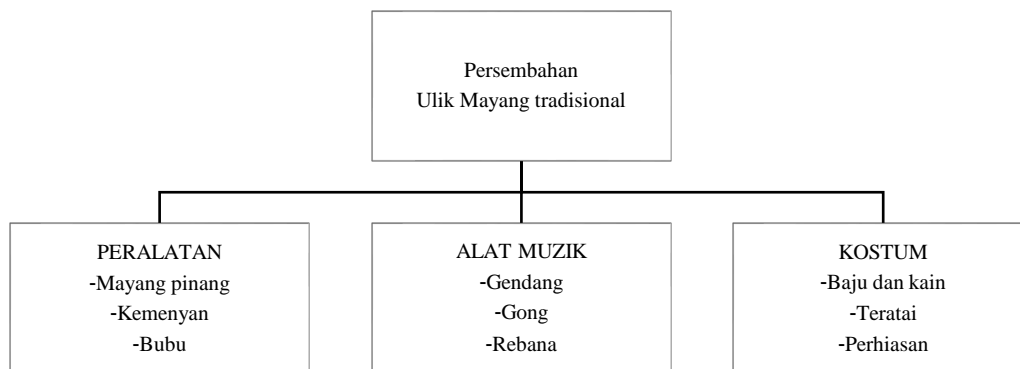 Persembahan
Ulik Mayang tradisional
PERALATAN
-Mayang pinang
-Kemenyan
-Bubu
ALAT MUZIK
-Gendang
-Gong
-Rebana
KOSTUM
-Baju dan kain
-Teratai
-Perhiasan